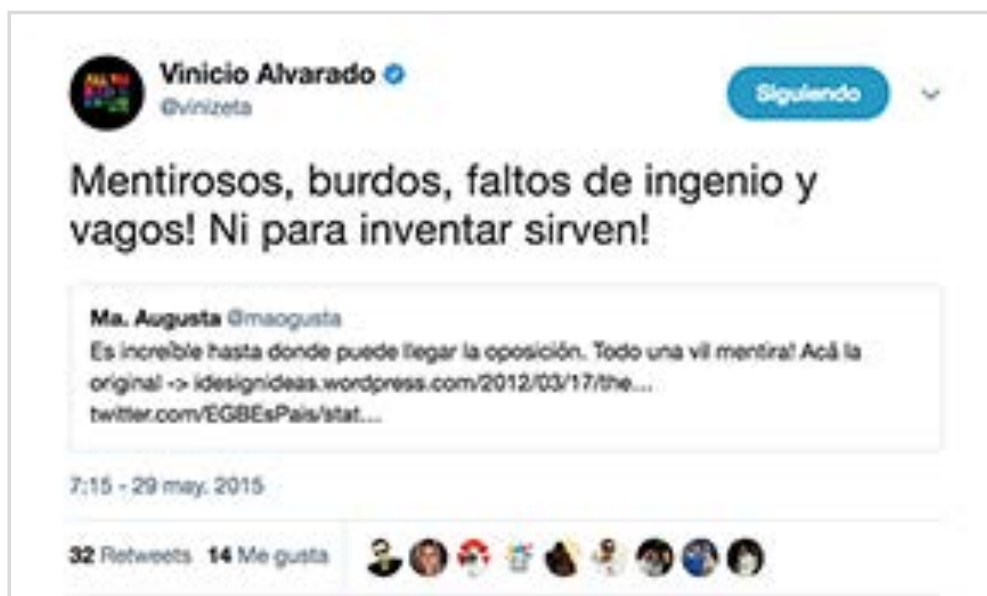 Vinicio Alvarado
@vinizeta
Siguiendo
Mentirosos, burdos, faltos de ingenio y
vagos! Ni para inventar sirven!
Ma. Augusta @maogusta
Es increíble hasta donde puede llegar la oposición. Todo una vil mentira! Acá la
original -> idesignideas.wordpress.com/2012/03/17/the...
twitter.com/EGBEsPais/stat...
7:15 - 29 may. 2015
32 Retweets 14 Me gusta